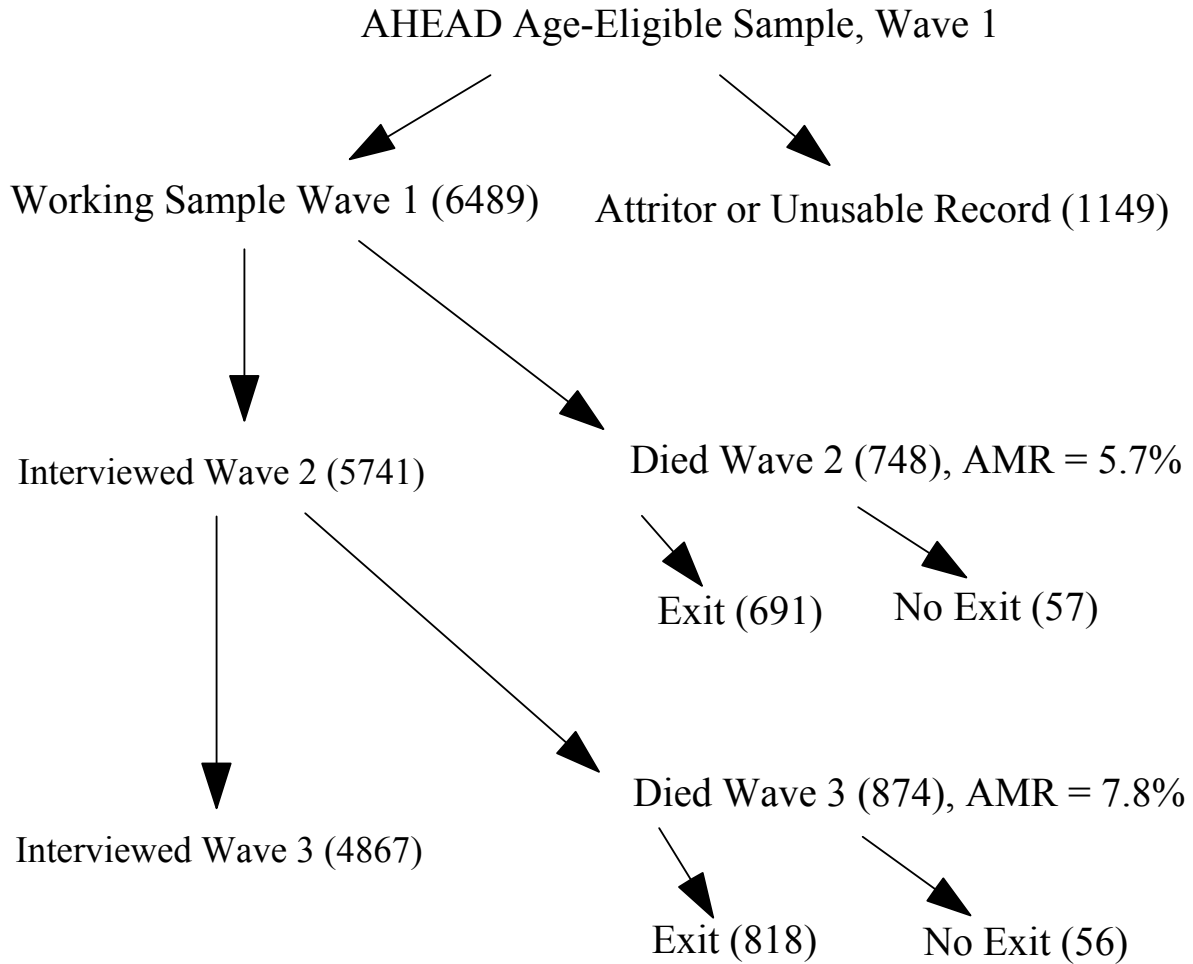 AHEAD Age-Eligible Sample, Wave 1
Working Sample Wave 1 (6489)
Attritor or Unusable Record (1149)
Interviewed Wave 2 (5741)
Died Wave 2 (748), AMR = 5.7%
Exit (691)
No Exit (57)
Died Wave 3 (874), AMR = 7.8%
Interviewed Wave 3 (4867)
Exit (818)
No Exit (56)